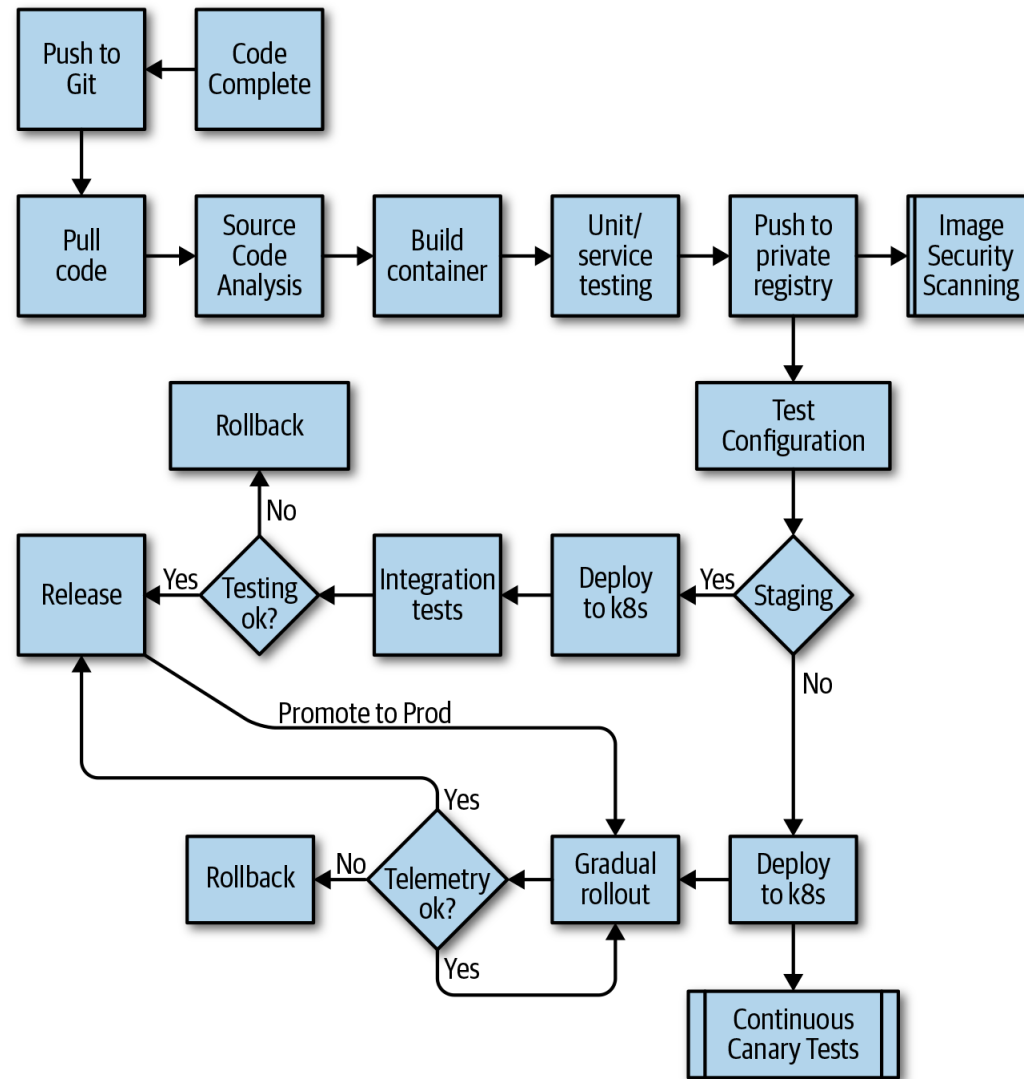 Push to
Git
Code
Complete
Pull
code
Source
Code
Analysis
Build
container
Unit/
service
testing
Push to
private
registry
Image
Security
Scanning
Rollback
Test
Configuration
No
Release
Yes
Testing
ok?
Integration
tests
Deploy
to k8s
Yes
Staging
No
Promote to Prod
Yes
Rollback
No
Telemetry
ok?
Gradual
rollout
Deploy
to k8s
Yes
Continuous
Canary Tests